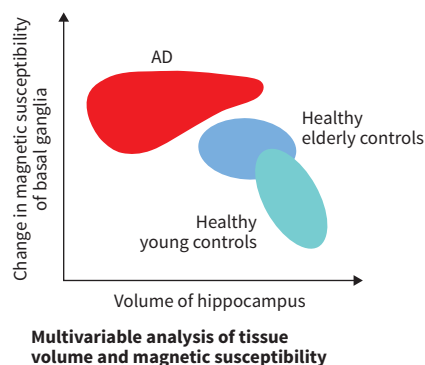 Change in magnetic susceptibility
of basal ganglia
AD
Healthy
elderly controls
Healthy
young controls
Volume of hippocampus
Multivariable analysis of tissue
volume and magnetic susceptibility